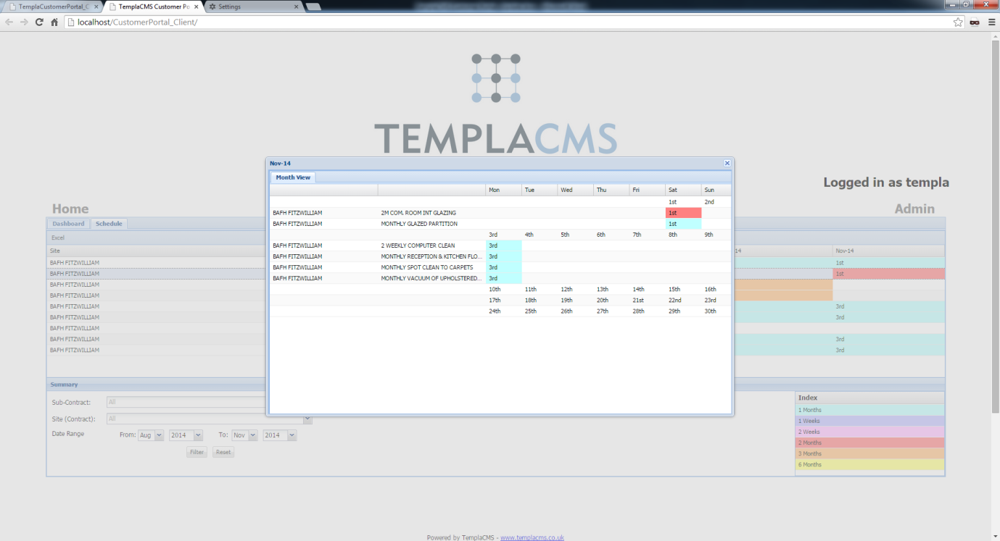 TemplaCustomerPortal_C
TemplaCMS Customer Po
Settings
localhost/CustomerPortal_Client/
TEMPLACMS
Logged in as templa
Home
Admin
Dashboard
Schedule
Excel
Site
14
Nov-14
BAFH FITZWILLIAM
1st
BAFH FITZWILLIAM
1st
BAFH FITZWILLIAM
BAFH FITZWILLIAM
BAFH FITZWILLIAM
3rd
BAFH FITZWILLIAM
3rd
BAFH FITZWILLIAM
BAFH FITZWILLIAM
3rd
BAFH FITZWILLIAM
3rd
Nov-14
Month View
Mon Tue Wed Thu Fri Sat Sun
1st 2nd
BAFH FITZWILLIAM 2M COM. ROOM INT GLAZING 1st
BAFH FITZWILLIAM MONTHLY GLAZED PARTITION 1st
3rd 4th 5th 6th 7th 8th 9th
BAFH FITZWILLIAM 2 WEEKLY COMPUTER CLEAN 3rd
BAFH FITZWILLIAM MONTHLY RECEPTION & KITCHEN FLO... 3rd
BAFH FITZWILLIAM MONTHLY SPOT CLEAN TO CARPETS 3rd
BAFH FITZWILLIAM MONTHLY VACUUM OF UPHOLSTERED... 3rd
10th 11th 12th 13th 14th 15th 16th
17th 18th 19th 20th 21st 22nd 23rd
24th 25th 26th 27th 28th 29th 30th
Summary
Sub-Contract: All
Site (Contract): All
Date Range From: Aug 2014 To: Nov 2014
Filter Reset
Index
1 Months
1 Weeks
2 Weeks
2 Months
3 Months
6 Months
Powered by TemplaCMS - www.templacms.co.uk